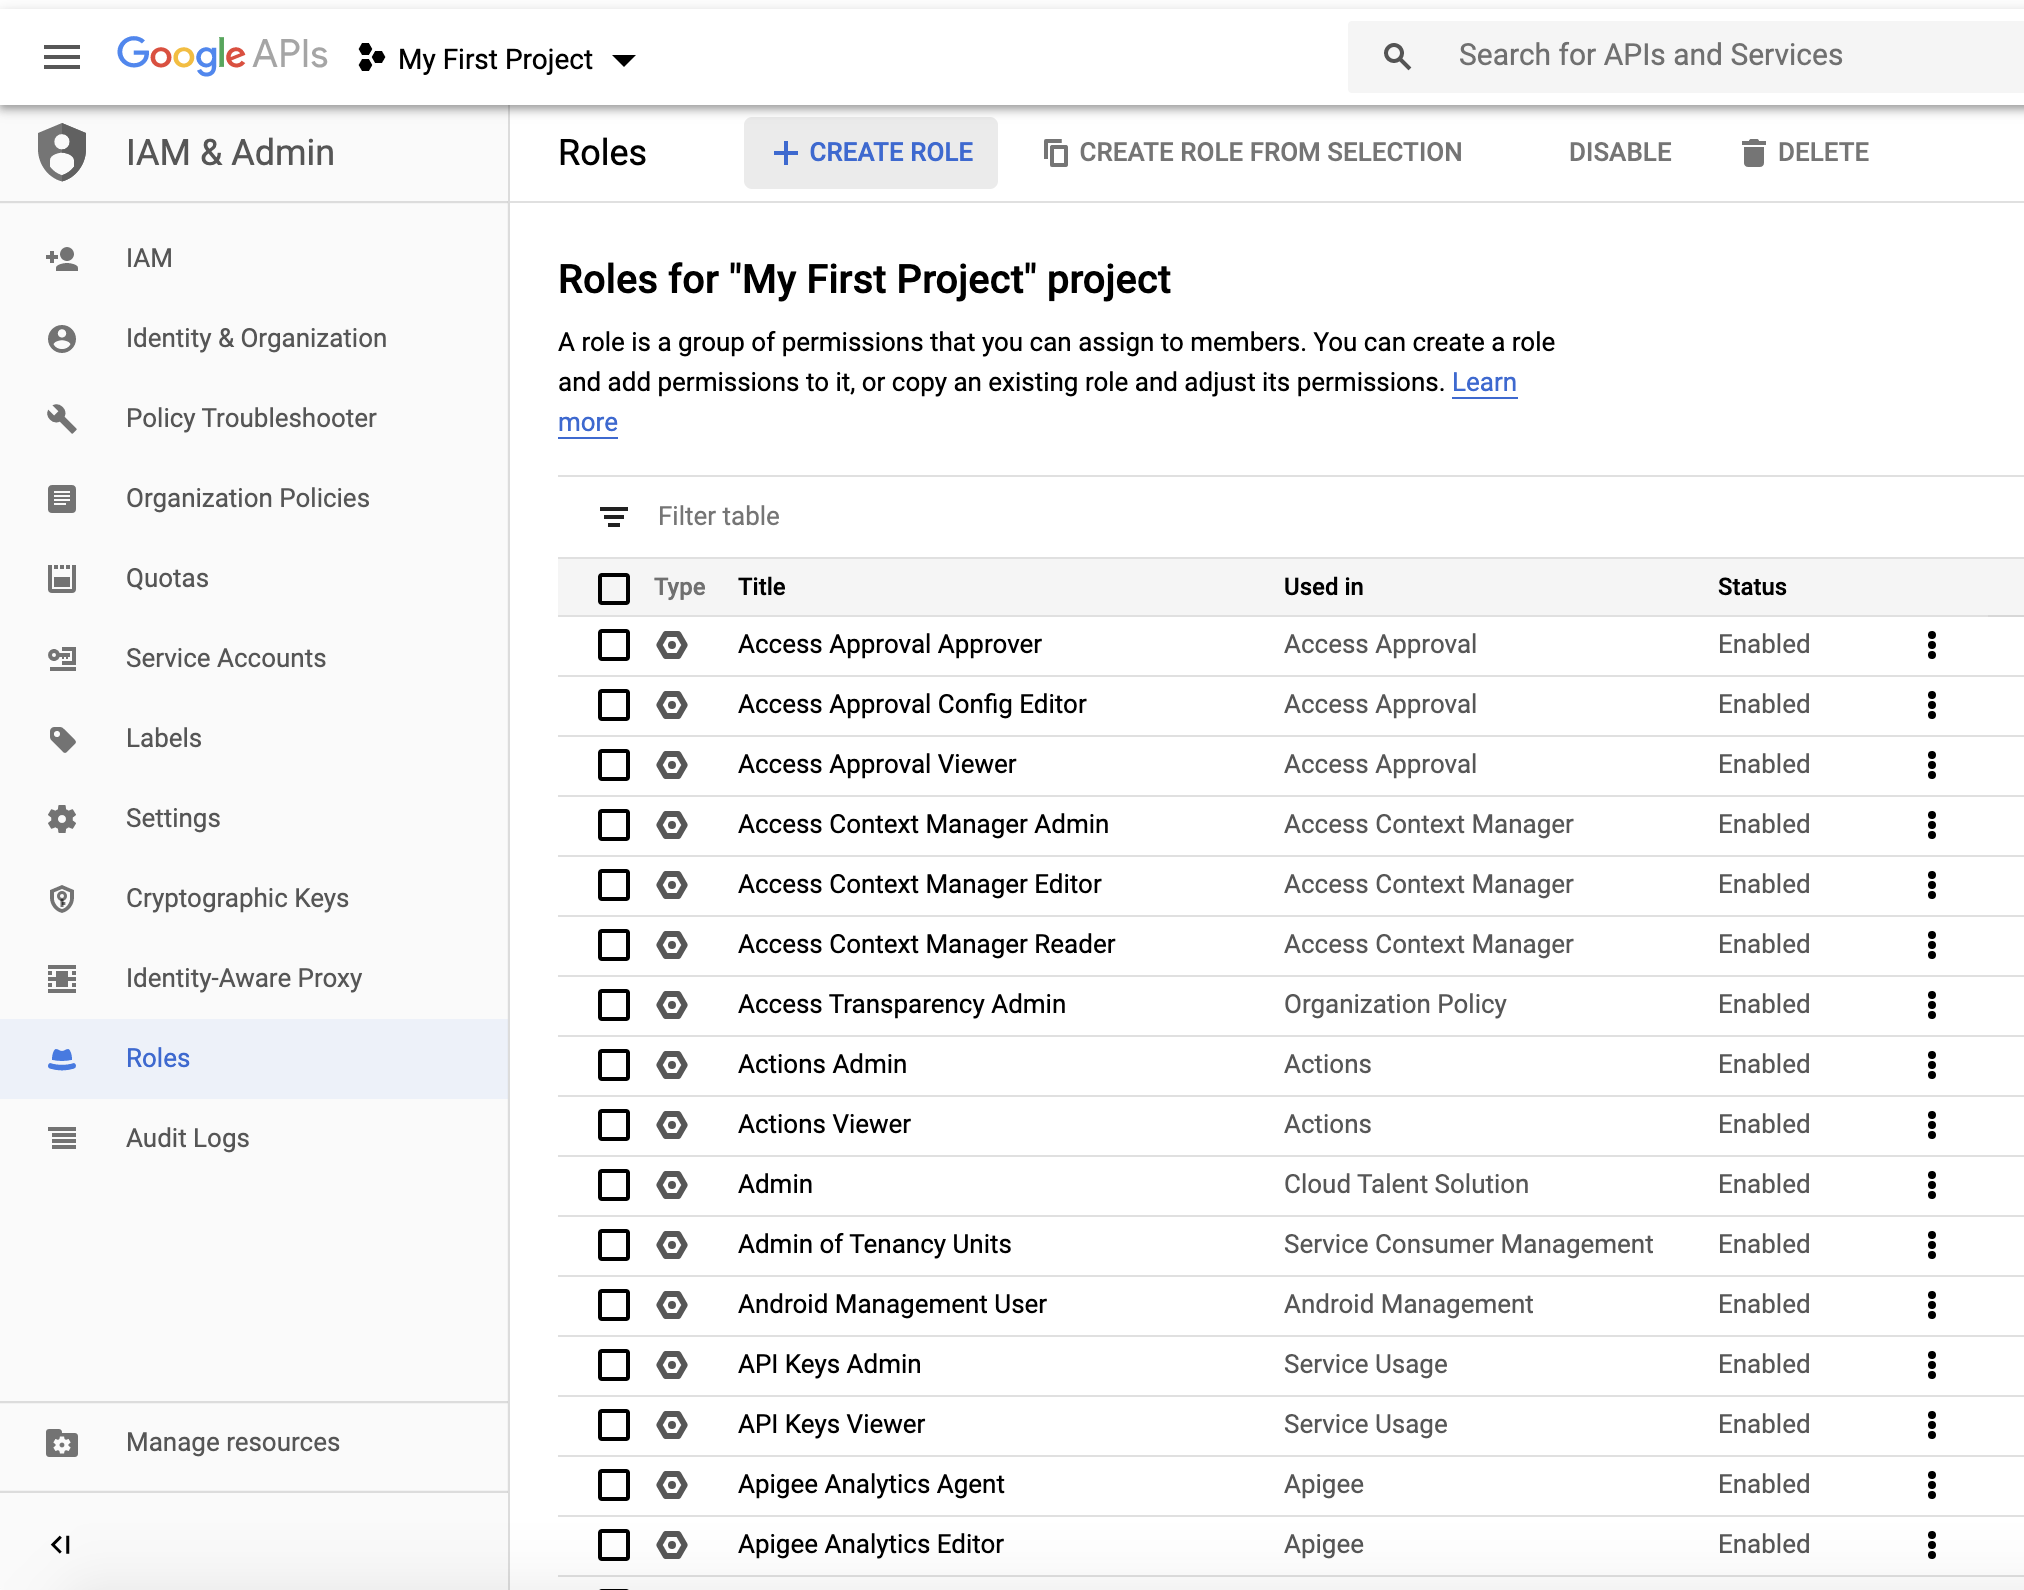 Google APIs My First Project Search for APIs and Services
IAM & Admin
Roles CREATE ROLE CREATE ROLE FROM SELECTION DISABLE DELETE
IAM
Identity & Organization
Policy Troubleshooter
Organization Policies
Quotas
Service Accounts
Labels
Settings
Cryptographic Keys
Identity-Aware Proxy
Roles
Audit Logs
Manage resources
Roles for "My First Project" project
A role is a group of permissions that you can assign to members. You can create a role
and add permissions to it, or copy an existing role and adjust its permissions. Learn
more
Filter table
Type Title Used in Status
Access Approval Approver Access Approval Enabled
Access Approval Config Editor Access Approval Enabled
Access Approval Viewer Access Approval Enabled
Access Context Manager Admin Access Context Manager Enabled
Access Context Manager Editor Access Context Manager Enabled
Access Context Manager Reader Access Context Manager Enabled
Access Transparency Admin Organization Policy Enabled
Actions Admin Actions Enabled
Actions Viewer Actions Enabled
Admin Cloud Talent Solution Enabled
Admin of Tenancy Units Service Consumer Management Enabled
Android Management User Android Management Enabled
API Keys Admin Service Usage Enabled
API Keys Viewer Service Usage Enabled
Apigee Analytics Agent Apigee Enabled
Apigee Analytics Editor Apigee Enabled